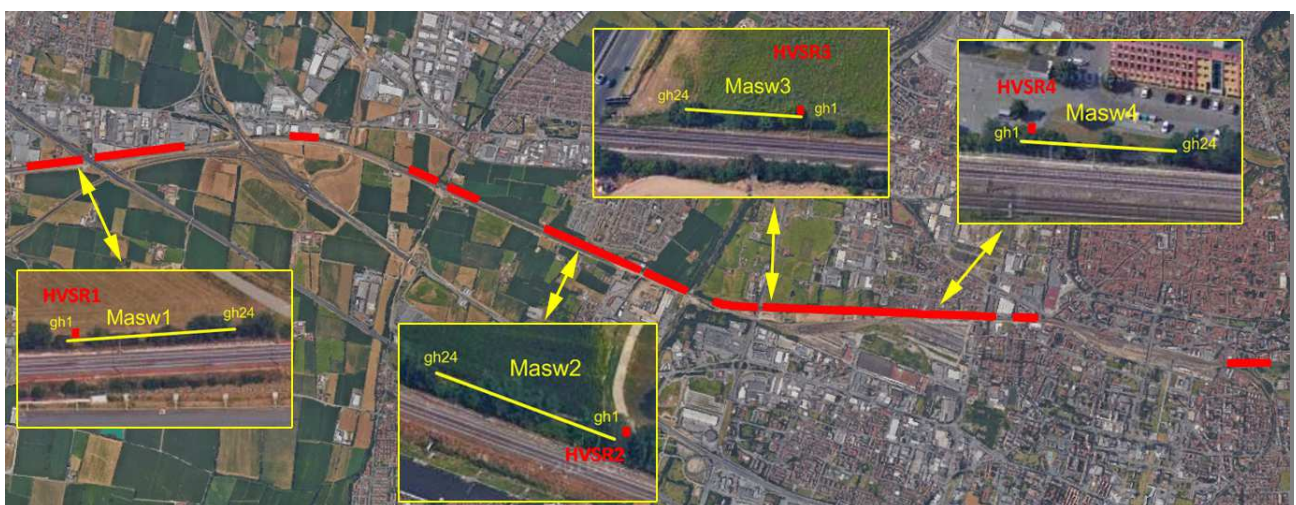 HVSR3
Masw3
gh24
gh1
HVSR4
Masw4
gh1
gh24
HVSR1
Masw1
gh1
gh24
gh24
Masw2
gh1
HVSR2